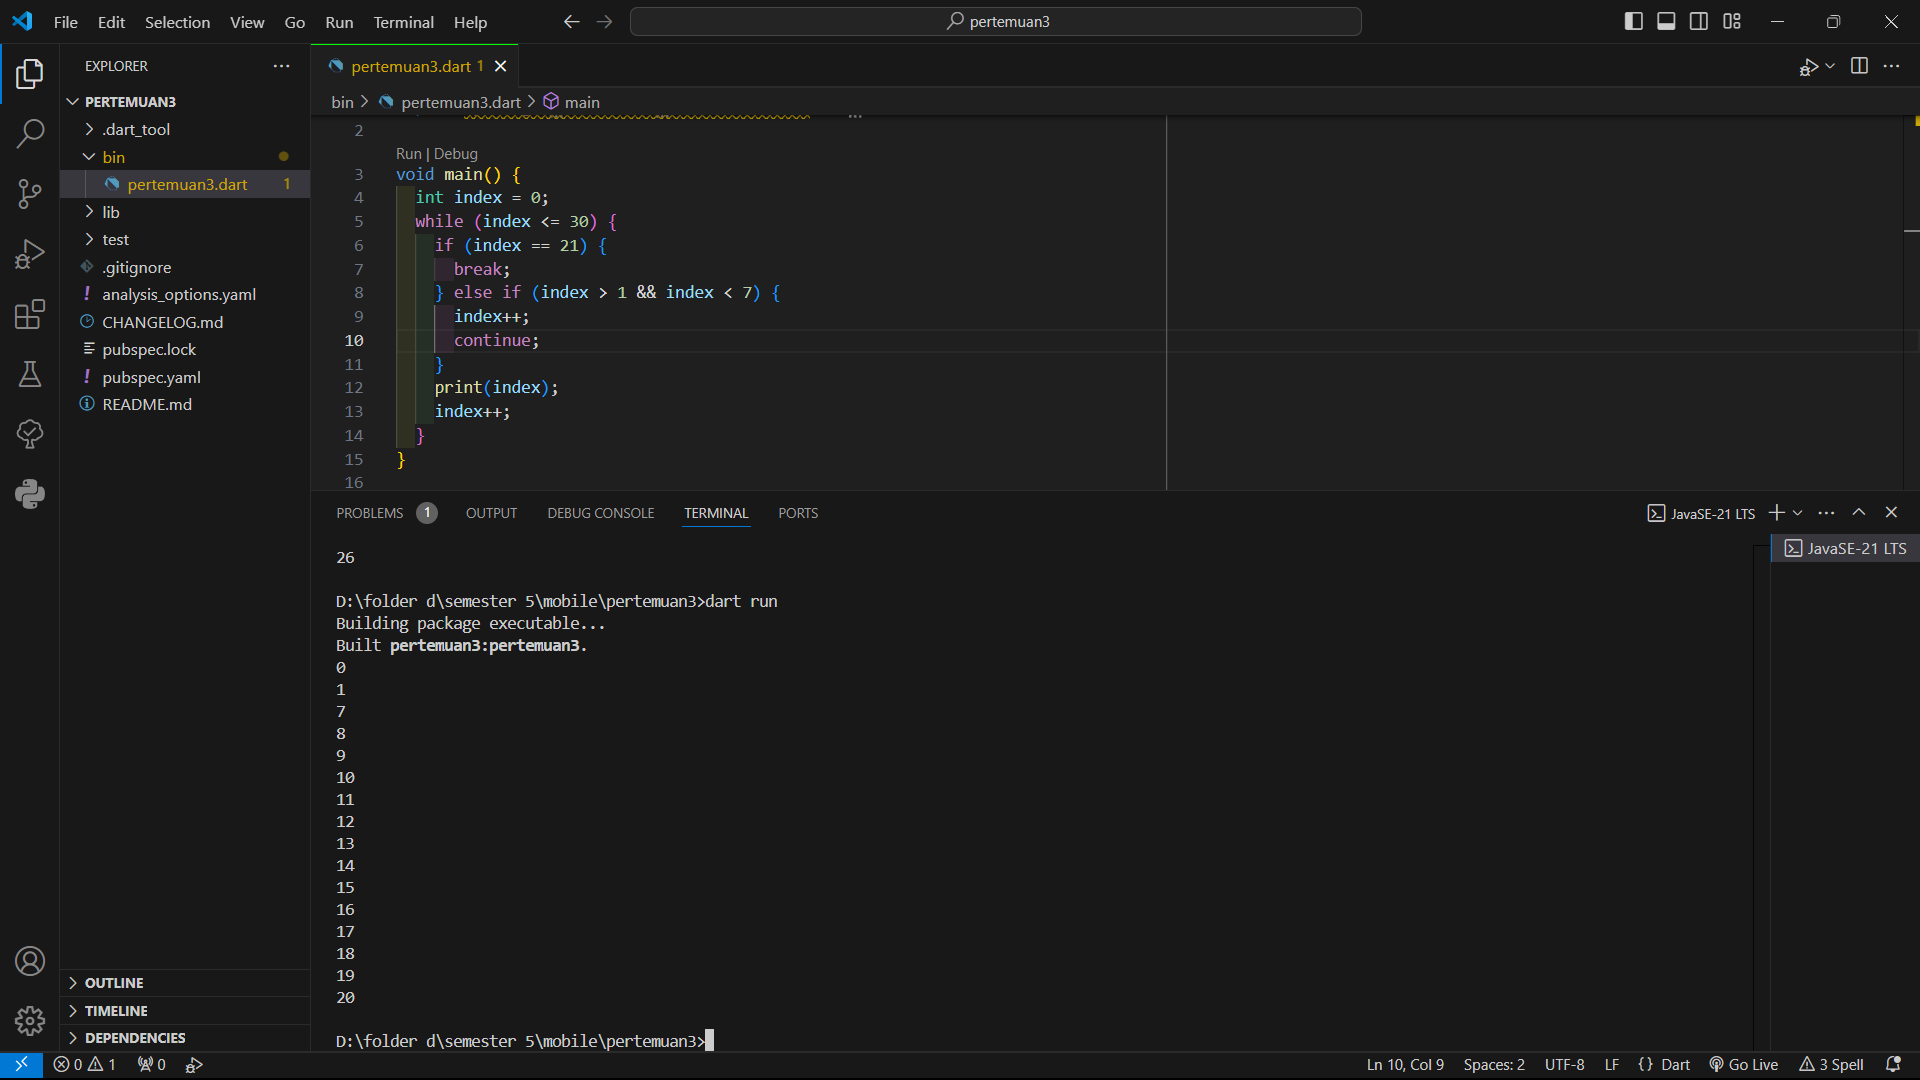 File Edit Selection View Go Run Terminal Help
pertemuan3
EXPLORER
PERTEMUAN3
.dart_tool
bin
pertemuan3.dart 1
lib
test
.gitignore
analysis_options.yaml
CHANGELOG.md
pubspec.lock
pubspec.yaml
README.md
OUTLINE
TIMELINE
DEPENDENCIES
pertemuan3.dart 1
bin > pertemuan3.dart > main
2
Run | Debug
3 void main() {
4 int index = 0;
5 while (index <= 30) {
6 if (index == 21) {
7 break;
8 } else if (index > 1 && index < 7) {
9 index++;
10 continue;
11 }
12 print(index);
13 index++;
14 }
15 }
16
PROBLEMS 1 OUTPUT DEBUG CONSOLE TERMINAL PORTS
JavaSE-21 LTS
JavaSE-21 LTS
26
D:\folder d\semester 5\mobile\pertemuan3>dart run
Building package executable...
Built pertemuan3:pertemuan3.
0
1
7
8
9
10
11
12
13
14
15
16
17
18
19
20
D:\folder d\semester 5\mobile\pertemuan3>
0 1 0
Ln 10, Col 9 Spaces: 2 UTF-8 LF {} Dart Go Live 3 Spell